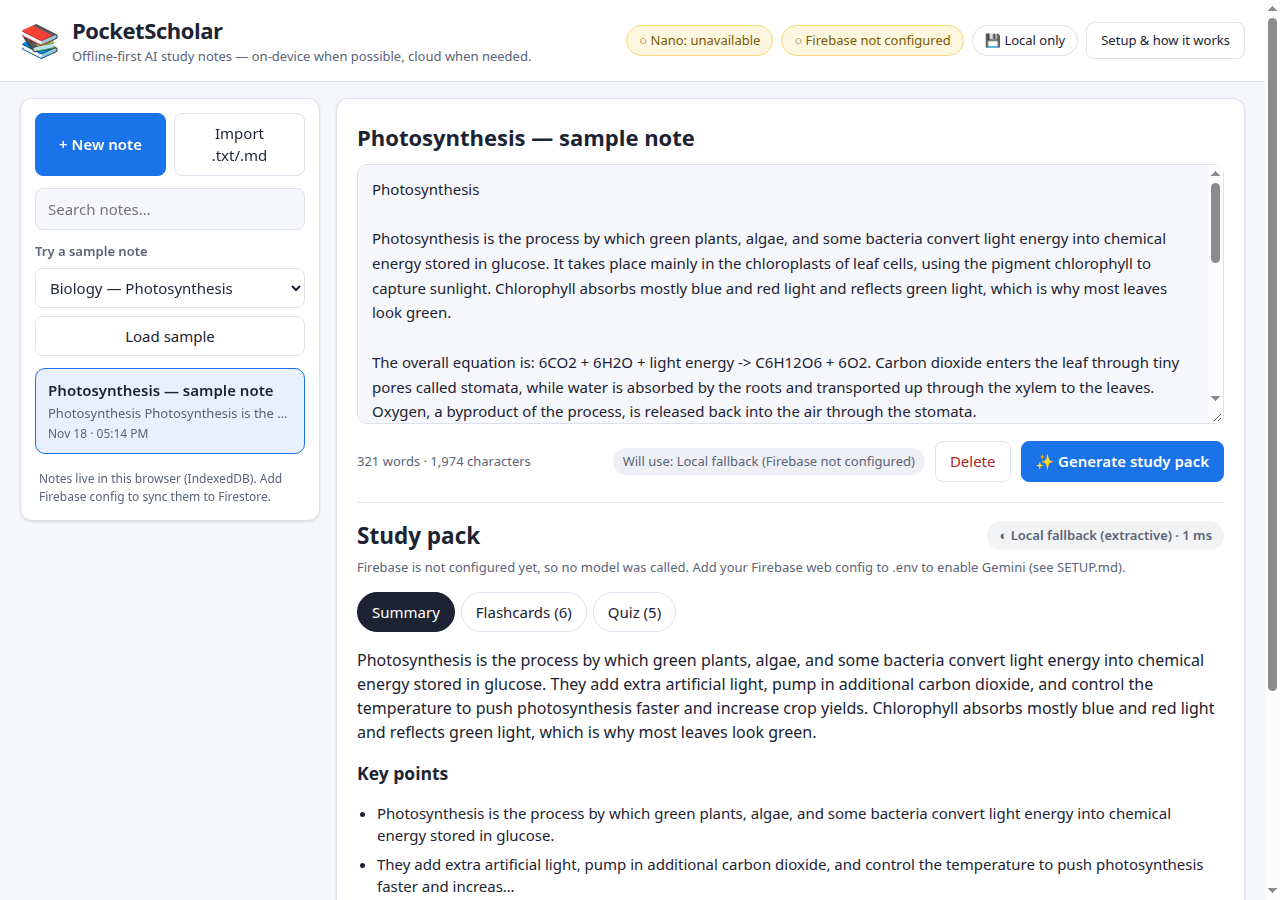 PocketScholar
Offline-first AI study notes — on-device when possible, cloud when needed.
○ Nano: unavailable
○ Firebase not configured
💾 Local only
Setup & how it works
+ New note
Import
.txt/.md
Search notes...
Try a sample note
Biology — Photosynthesis
Load sample
Photosynthesis — sample note
Photosynthesis Photosynthesis is the ...
Nov 18 · 05:14 PM
Notes live in this browser (IndexedDB). Add
Firebase config to sync them to Firestore.
Photosynthesis — sample note
Photosynthesis
Photosynthesis is the process by which green plants, algae, and some bacteria convert light energy into chemical
energy stored in glucose. It takes place mainly in the chloroplasts of leaf cells, using the pigment chlorophyll to
capture sunlight. Chlorophyll absorbs mostly blue and red light and reflects green light, which is why most leaves
look green.
The overall equation is: 6CO2 + 6H2O + light energy -> C6H12O6 + 6O2. Carbon dioxide enters the leaf through tiny
pores called stomata, while water is absorbed by the roots and transported up through the xylem to the leaves.
Oxygen, a byproduct of the process, is released back into the air through the stomata.
321 words · 1,974 characters
Will use: Local fallback (Firebase not configured)
Delete
✨ Generate study pack
Study pack
Local fallback (extractive) · 1 ms
Firebase is not configured yet, so no model was called. Add your Firebase web config to .env to enable Gemini (see SETUP.md).
Summary
Flashcards (6)
Quiz (5)
Photosynthesis is the process by which green plants, algae, and some bacteria convert light energy into chemical
energy stored in glucose. They add extra artificial light, pump in additional carbon dioxide, and control the
temperature to push photosynthesis faster and increase crop yields. Chlorophyll absorbs mostly blue and red light
and reflects green light, which is why most leaves look green.
Key points
• Photosynthesis is the process by which green plants, algae, and some bacteria convert light energy into chemical
energy stored in glucose.
• They add extra artificial light, pump in additional carbon dioxide, and control the temperature to push photosynthesis
faster and increas...